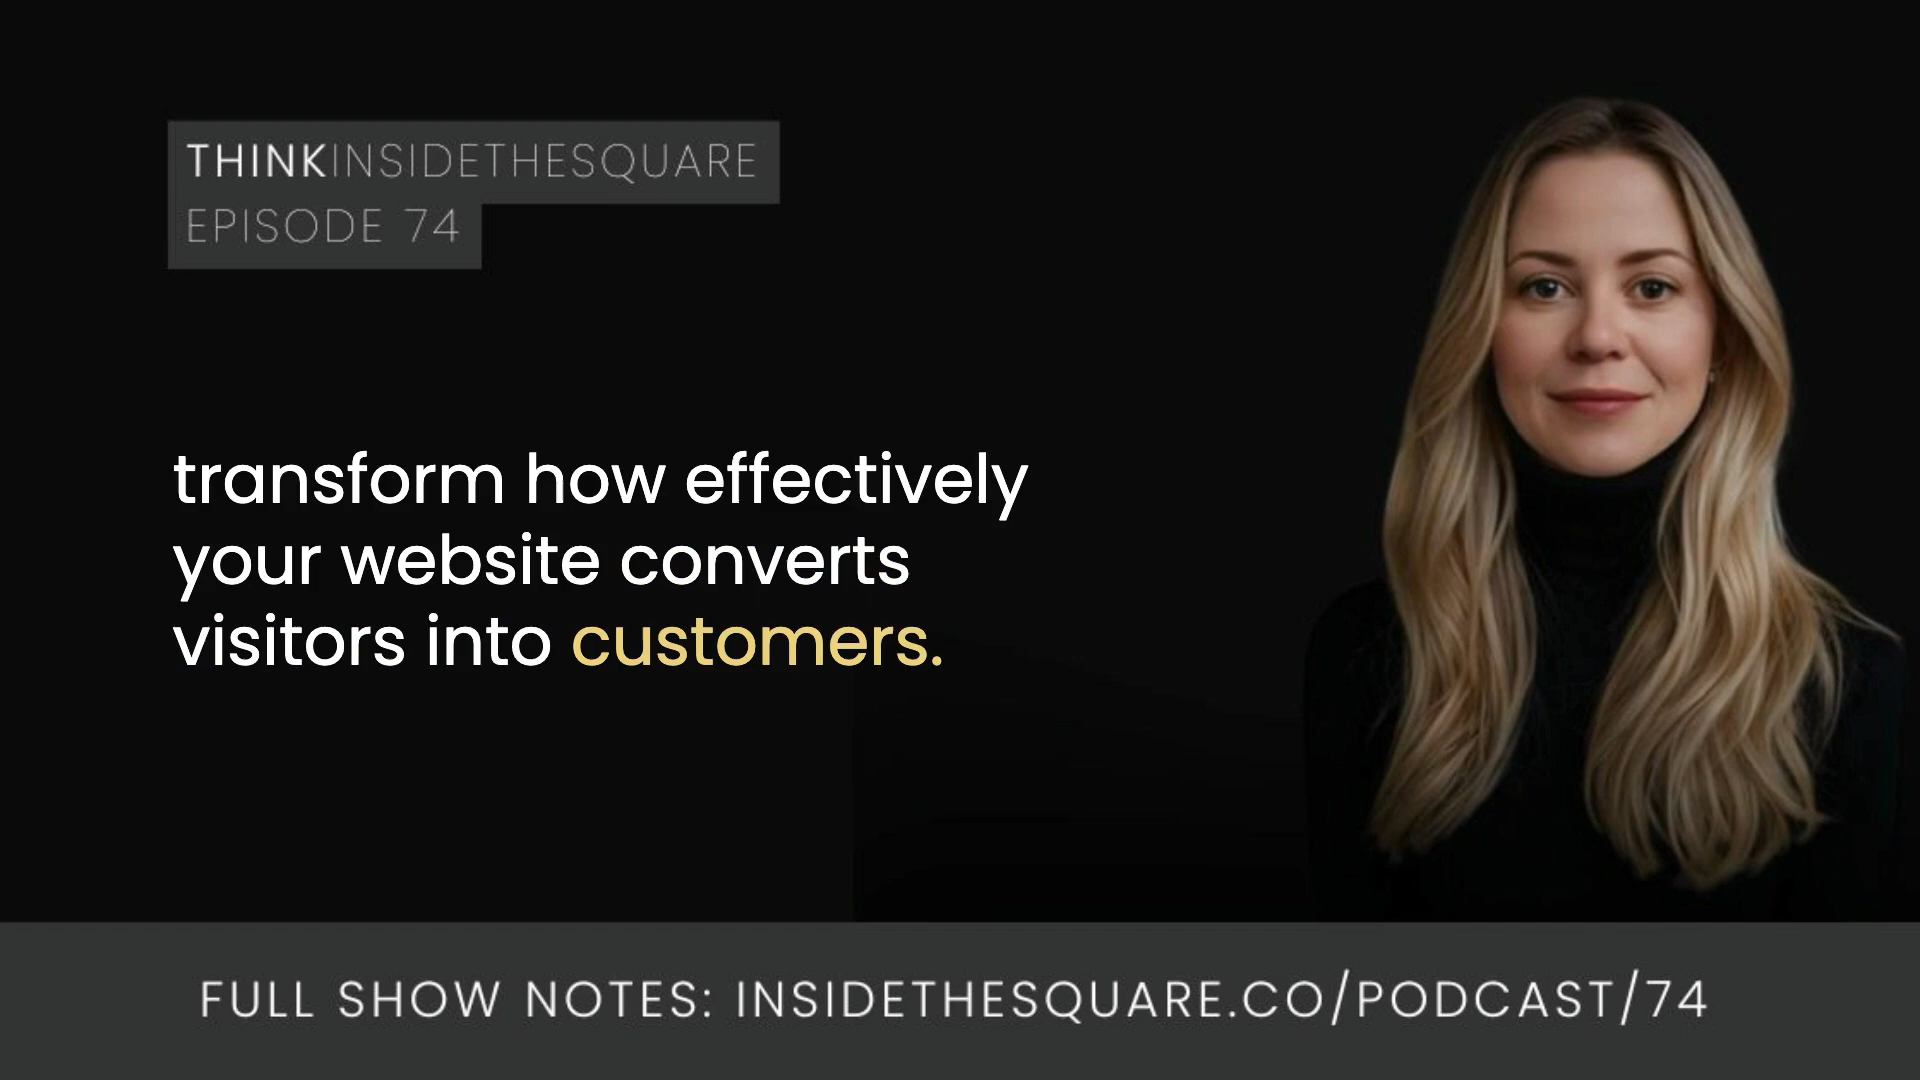 THINKINSIDETHESQUARE
EPISODE 74
transform how effectively
your website converts
visitors into customers.
FULL SHOW NOTES: INSIDETHESQUARE.CO/PODCAST/74